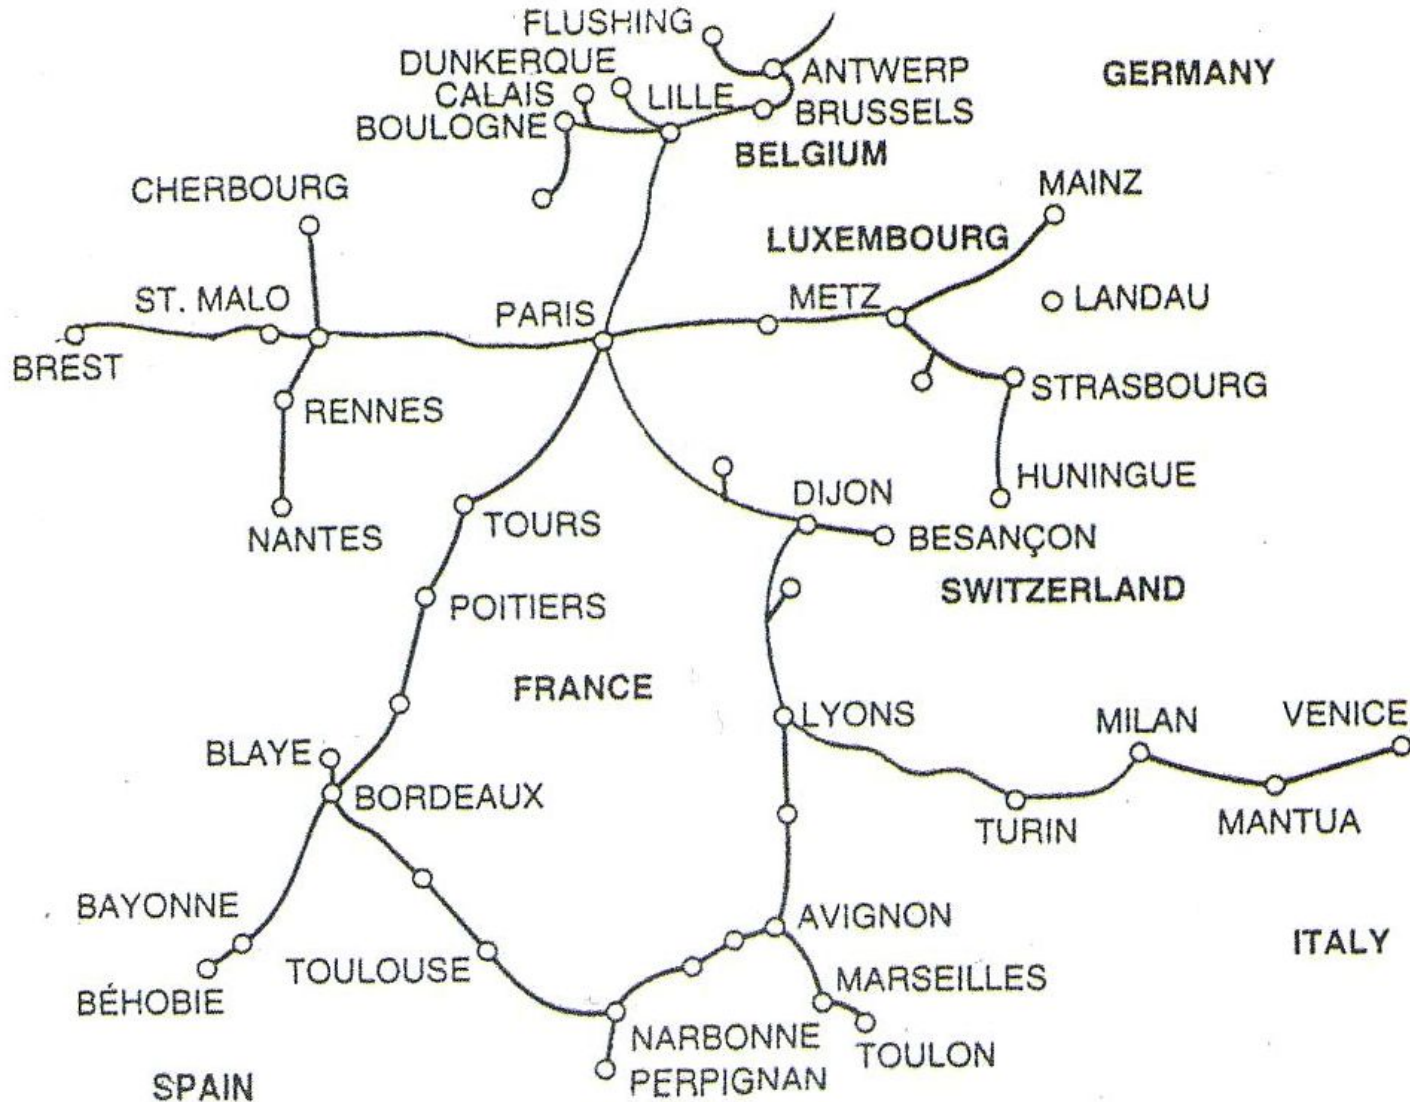 FLUSHING
DUNKERQUE
ANTWERP
GERMANY
CALAIS
LILLE
BRUSSELS
BOULOGNE
BELGIUM
CHERBOURG
MAINZ
LUXEMBOURG
ST. MALO
PARIS
METZ
LANDAU
BREST
RENNES
STRASBOURG
HUNINGUE
DIJON
NANTES
TOURS
BESANÇON
SWITZERLAND
POITIERS
FRANCE
LYONS
MILAN
VENICE
BLAYE
BORDEAUX
TURIN
MANTUA
BAYONNE
AVIGNON
ITALY
TOULOUSE
MARSEILLES
BÉHOBIE
NARBONNE
TOULON
PERPIGNAN
SPAIN